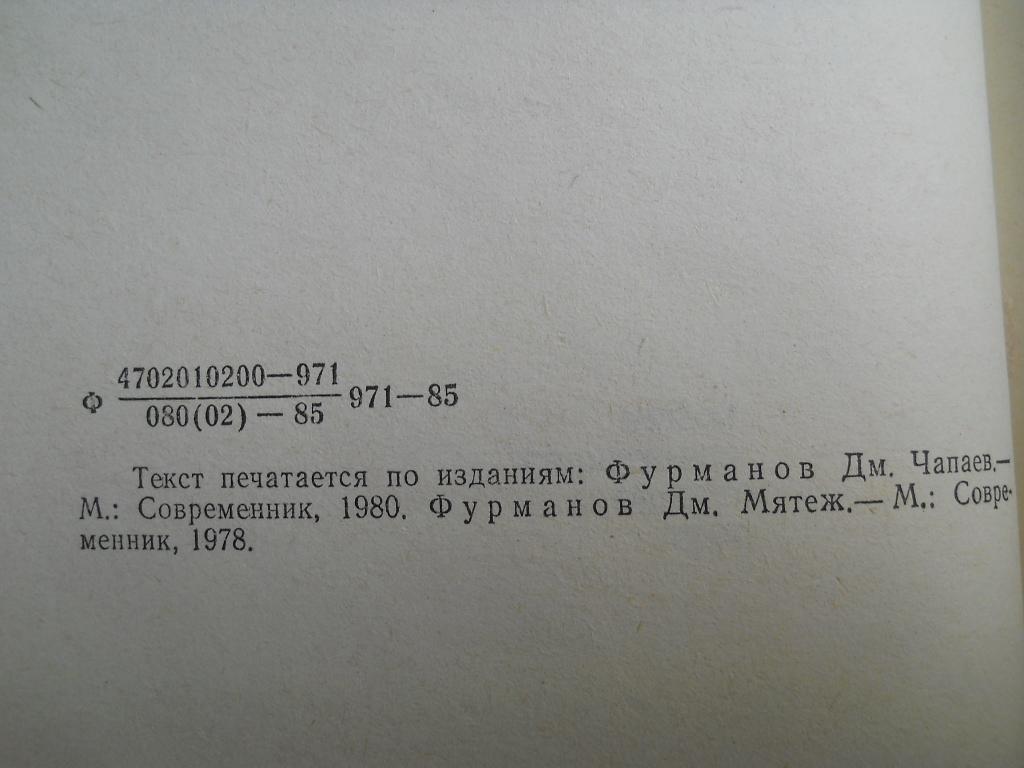 Ф 4702010200—971 971—85
080(02) — 85
Текст печатается по изданиям: Фурманов Дм. Чапаев.—
М.: Современник, 1980. Фурманов Дм. Мятеж.— М.: Совре-
менник, 1978.